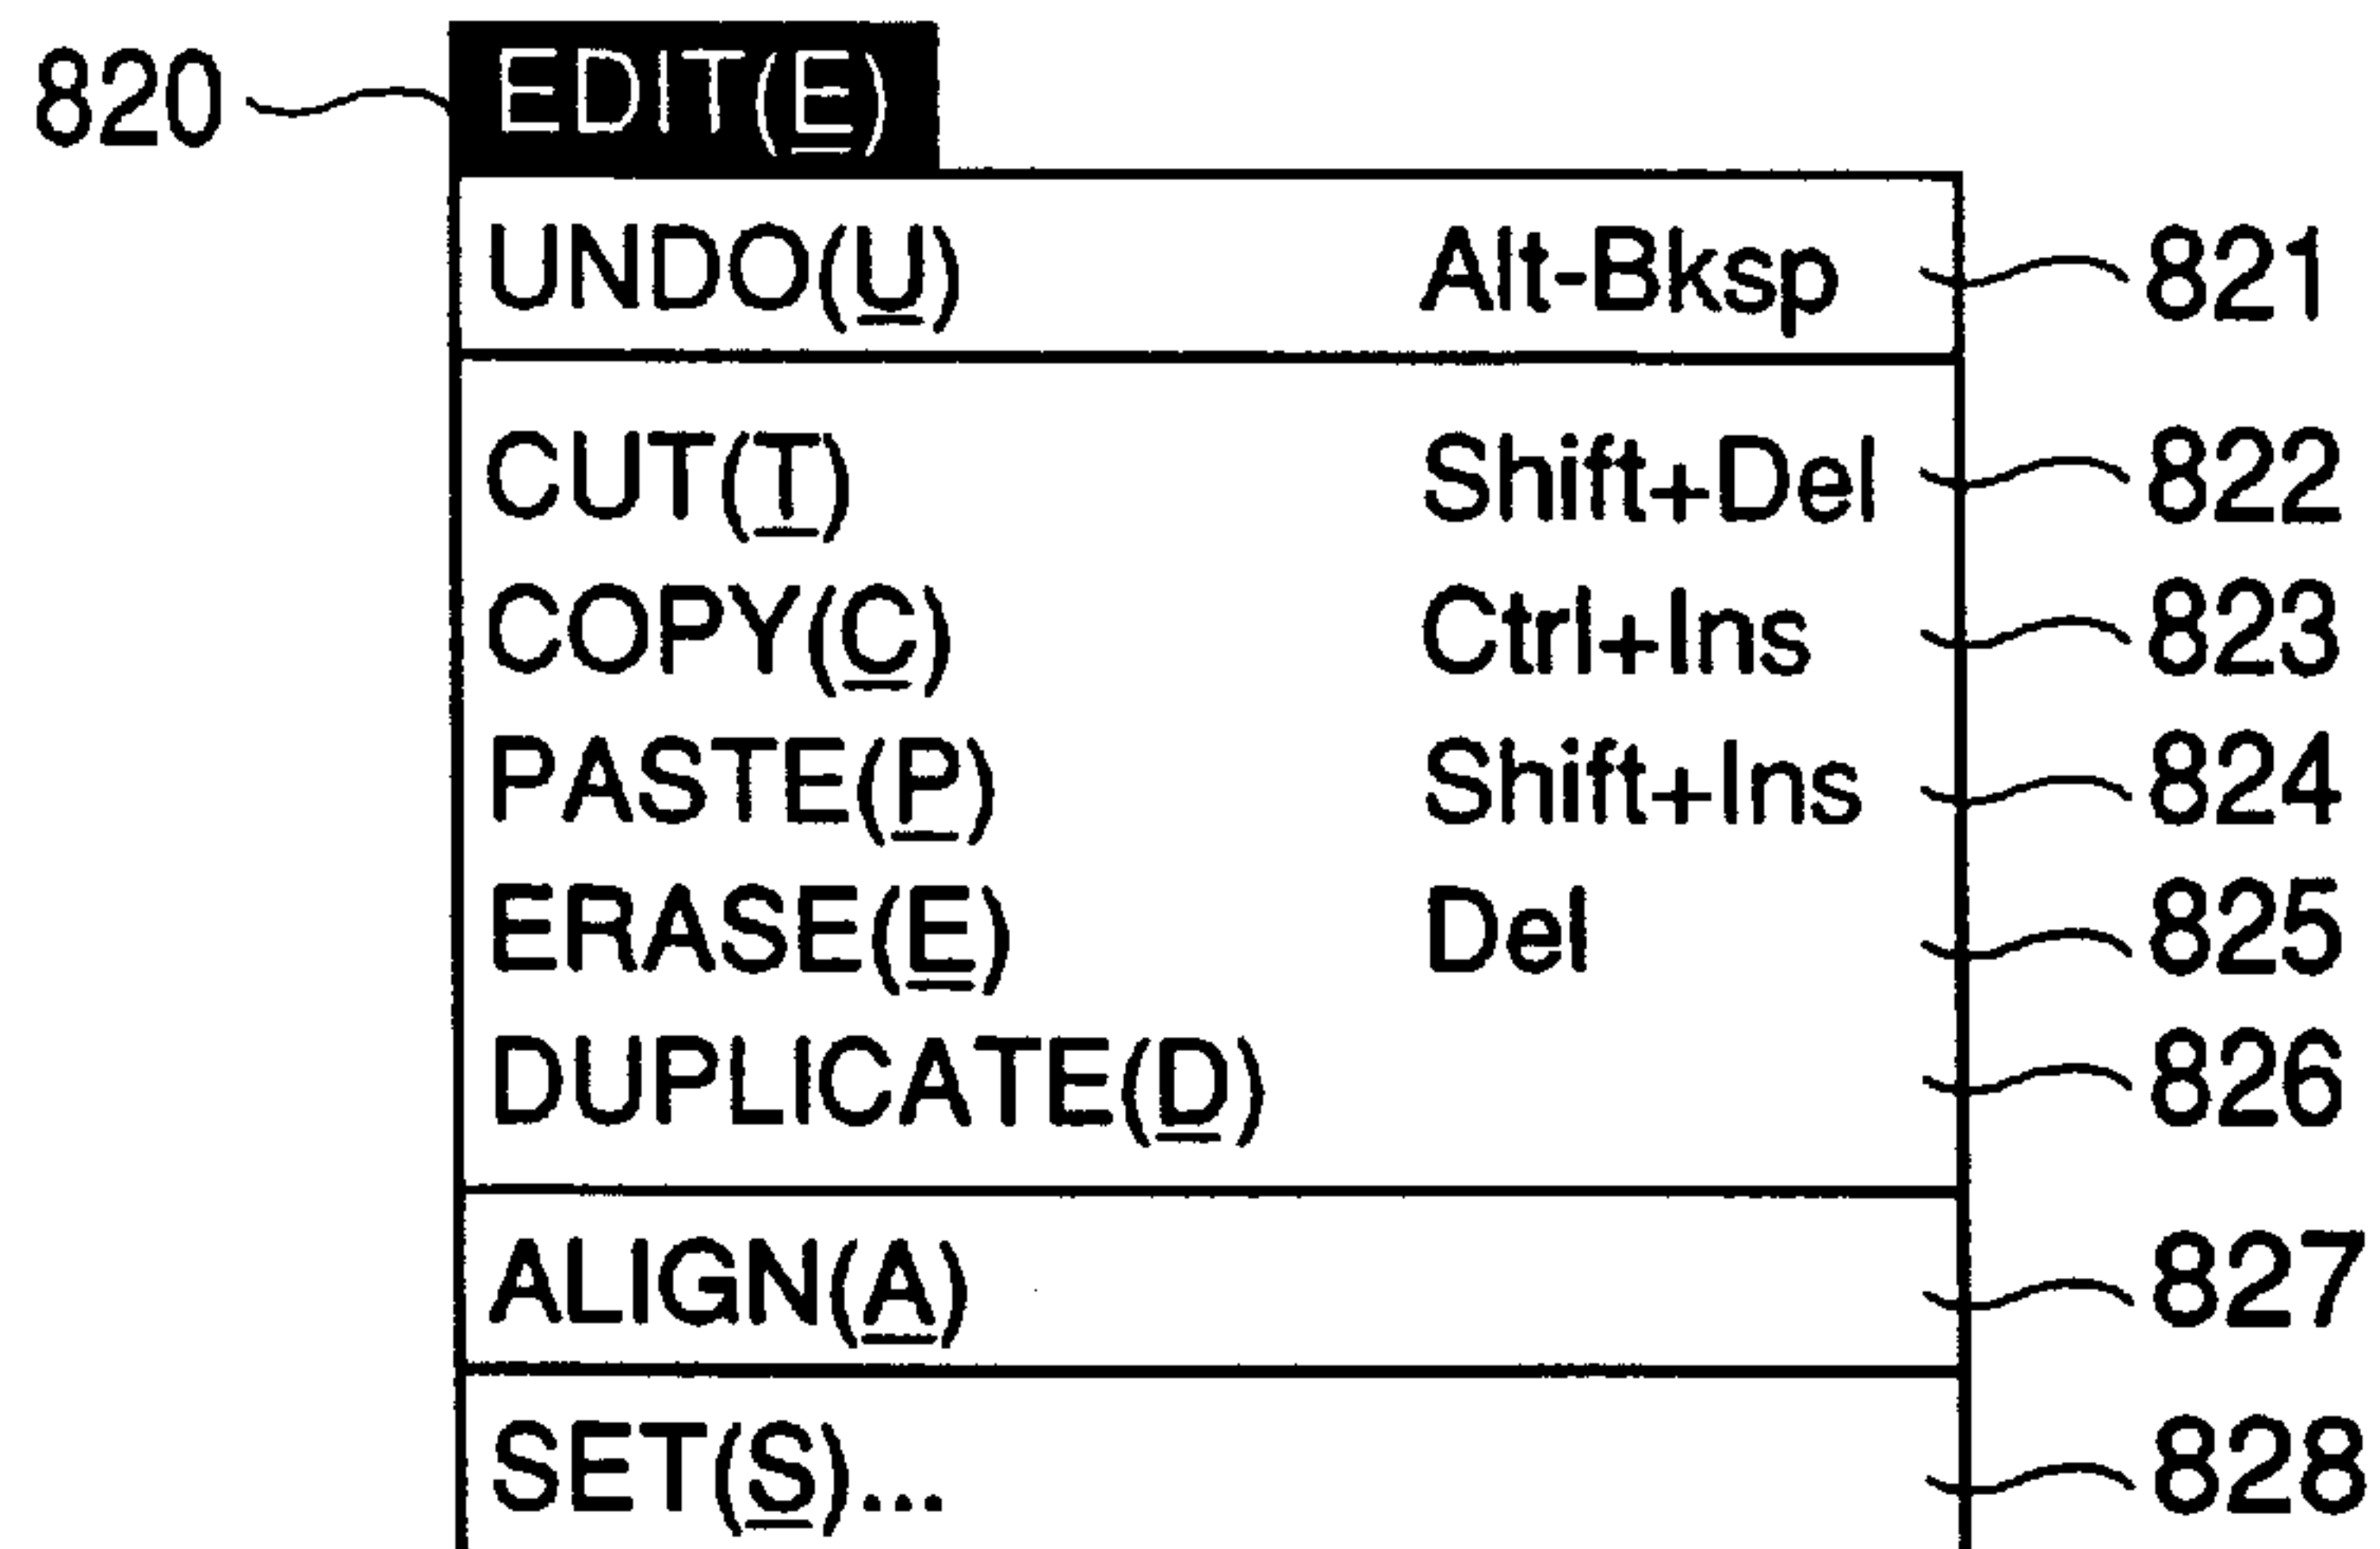 820 EDIT(E)
UNDO(U) Alt-Bksp 821
CUT(T) Shift+Del 822
COPY(C) Ctrl+Ins 823
PASTE(P) Shift+Ins 824
ERASE(E) Del 825
DUPLICATE(D) 826
ALIGN(A) 827
SET(S)... 828